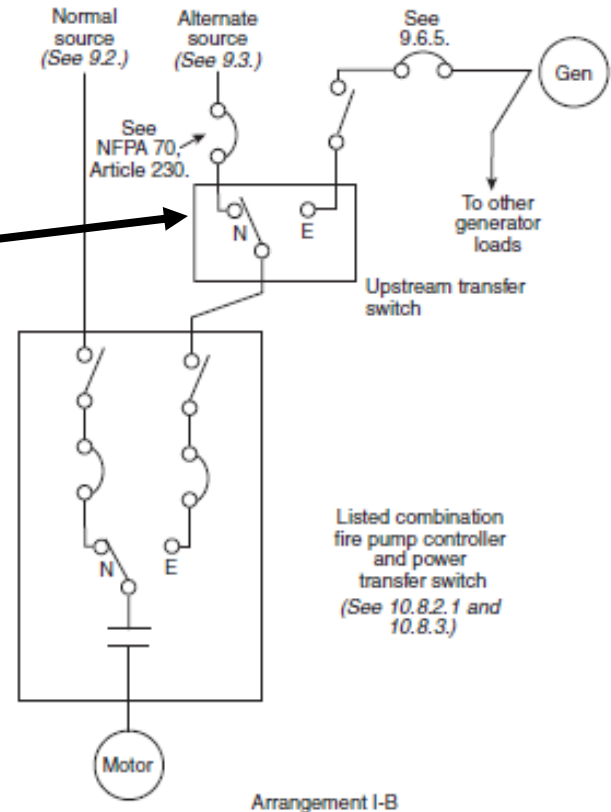 Normal
source
(See 9.2.)
Alternate
source
(See 9.3.)
See
9.6.5.
Gen
See
NFPA 70,
Article 230.
N
E
To other
generator
loads
Upstream transfer
switch
N
E
Listed combination
fire pump controller
and power
transfer switch
(See 10.8.2.1 and
10.8.3.)
Motor
Arrangement I-B